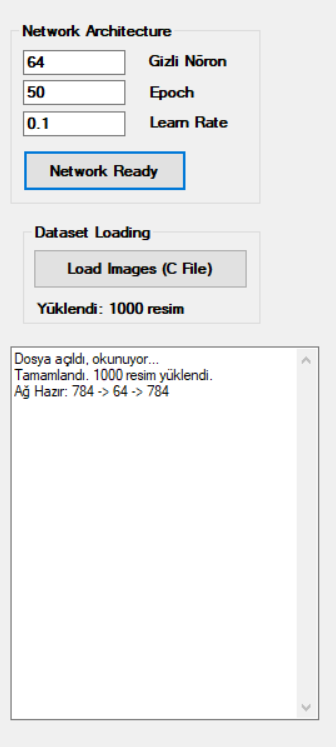 Network Architecture
64 Gizli Nöron
50 Epoch
0.1 Learn Rate
Network Ready
Dataset Loading
Load Images (C File)
Yüklendi: 1000 resim
Dosya açıldı, okunuyor...
Tamamlandı. 1000 resim yüklendi.
Ağ Hazır: 784 -> 64 -> 784